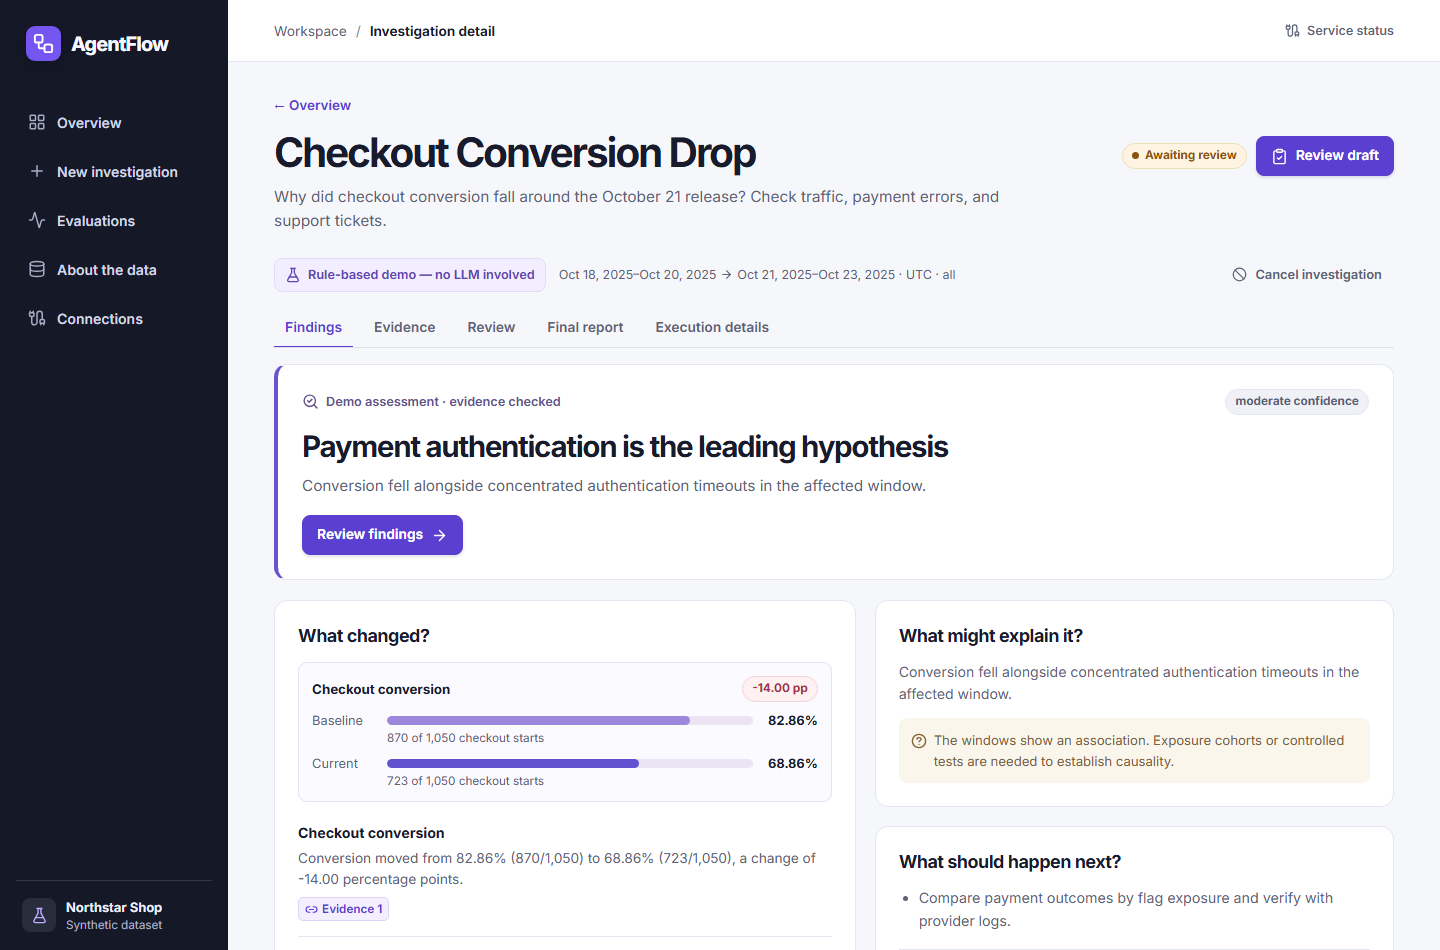 AgentFlow
Overview
New investigation
Evaluations
About the data
Connections
Northstar Shop
Synthetic dataset
Workspace / Investigation detail
Service status
← Overview
Checkout Conversion Drop
Awaiting review
Review draft
Why did checkout conversion fall around the October 21 release? Check traffic, payment errors, and
support tickets.
Rule-based demo — no LLM involved
Oct 18, 2025–Oct 20, 2025 → Oct 21, 2025–Oct 23, 2025 · UTC · all
Cancel investigation
Findings
Evidence
Review
Final report
Execution details
Demo assessment · evidence checked
moderate confidence
Payment authentication is the leading hypothesis
Conversion fell alongside concentrated authentication timeouts in the affected window.
Review findings →
What changed?
Checkout conversion
-14.00 pp
Baseline
82.86%
870 of 1,050 checkout starts
Current
68.86%
723 of 1,050 checkout starts
Checkout conversion
Conversion moved from 82.86% (870/1,050) to 68.86% (723/1,050), a change of
-14.00 percentage points.
Evidence 1
What might explain it?
Conversion fell alongside concentrated authentication timeouts in the
affected window.
The windows show an association. Exposure cohorts or controlled
tests are needed to establish causality.
What should happen next?
• Compare payment outcomes by flag exposure and verify with
provider logs.